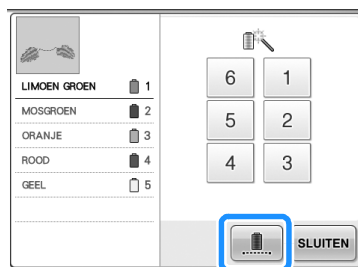 LIMOEN GROEN 1
MOSGROEN 2
ORANJE 3
ROOD 4
GEEL 5
6 1
5 2
4 3
SLUITEN